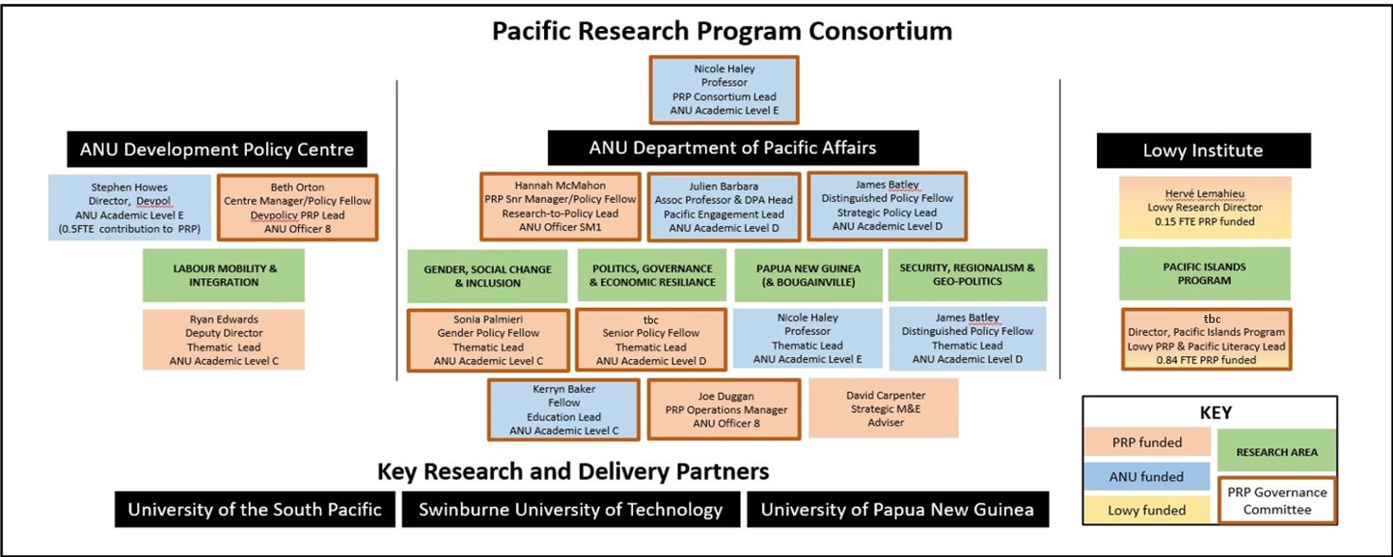 Pacific Research Program Consortium
Nicole Haley
Professor
PRP Consortium Lead
ANU Academic Level E
ANU Development Policy Centre
Stephen Howes
Director, Devpol
ANU Academic Level E
(0.5FTE contribution to PRP)
Beth Orton
Centre Manager/Policy Fellow
Devpolicy PRP Lead
ANU Officer 8
LABOUR MOBILITY &
INTEGRATION
Ryan Edwards
Deputy Director
Thematic Lead
ANU Academic Level C
ANU Department of Pacific Affairs
Hannah McMahon
PRP Snr Manager/Policy Fellow
Research-to-Policy Lead
ANU Officer SM1
Julien Barbara
Assoc Professor & DPA Head
Pacific Engagement Lead
ANU Academic Level D
James Batley
Distinguished Policy Fellow
Strategic Policy Lead
ANU Academic Level D
GENDER, SOCIAL CHANGE
& INCLUSION
POLITICS, GOVERNANCE
& ECONOMIC RESILIANCE
PAPUA NEW GUINEA
(& BOUGAINVILLE)
SECURITY, REGIONALISM &
GEO-POLITICS
Sonia Palmieri
Gender Policy Fellow
Thematic Lead
ANU Academic Level C
tbc
Senior Policy Fellow
Thematic Lead
ANU Academic Level D
Nicole Haley
Professor
Thematic Lead
ANU Academic Level E
James Batley
Distinguished Policy Fellow
Thematic Lead
ANU Academic Level D
Kerryn Baker
Fellow
Education Lead
ANU Academic Level C
Joe Duggan
PRP Operations Manager
ANU Officer 8
David Carpenter
Strategic M&E
Adviser
Lowy Institute
Hervé Lemahieu
Lowy Research Director
0.15 FTE PRP funded
PACIFIC ISLANDS
PROGRAM
tbc
Director, Pacific Islands Program
Lowy PRP & Pacific Literacy Lead
0.84 FTE PRP funded
KEY
PRP funded
ANU funded
Lowy funded
RESEARCH AREA
PRP Governance
Committee
Key Research and Delivery Partners
University of the South Pacific
Swinburne University of Technology
University of Papua New Guinea